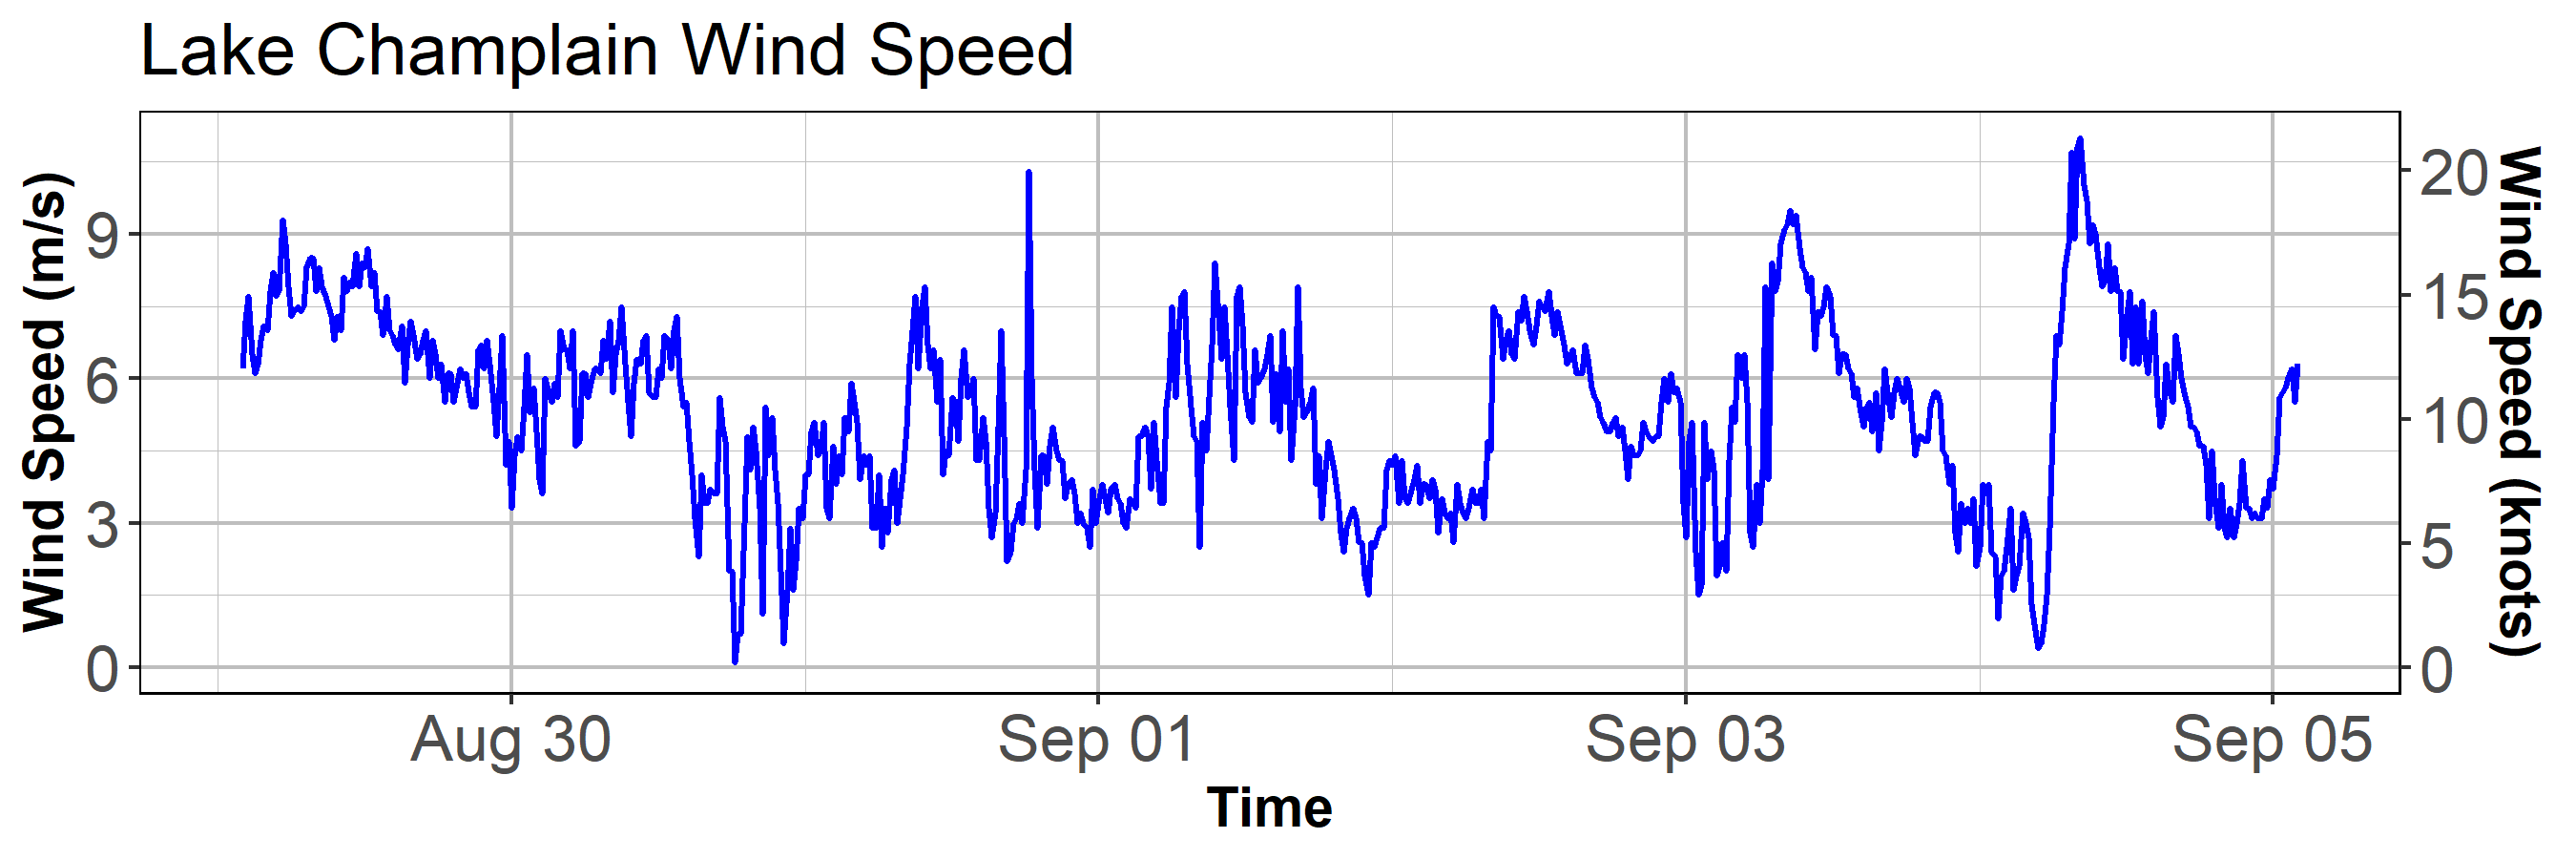 Lake Champlain Wind Speed
Wind Speed (m/s)
9
6
3
0
Wind Speed (knots)
20
15
10
5
0
Aug 30
Sep 01
Sep 03
Sep 05
Time